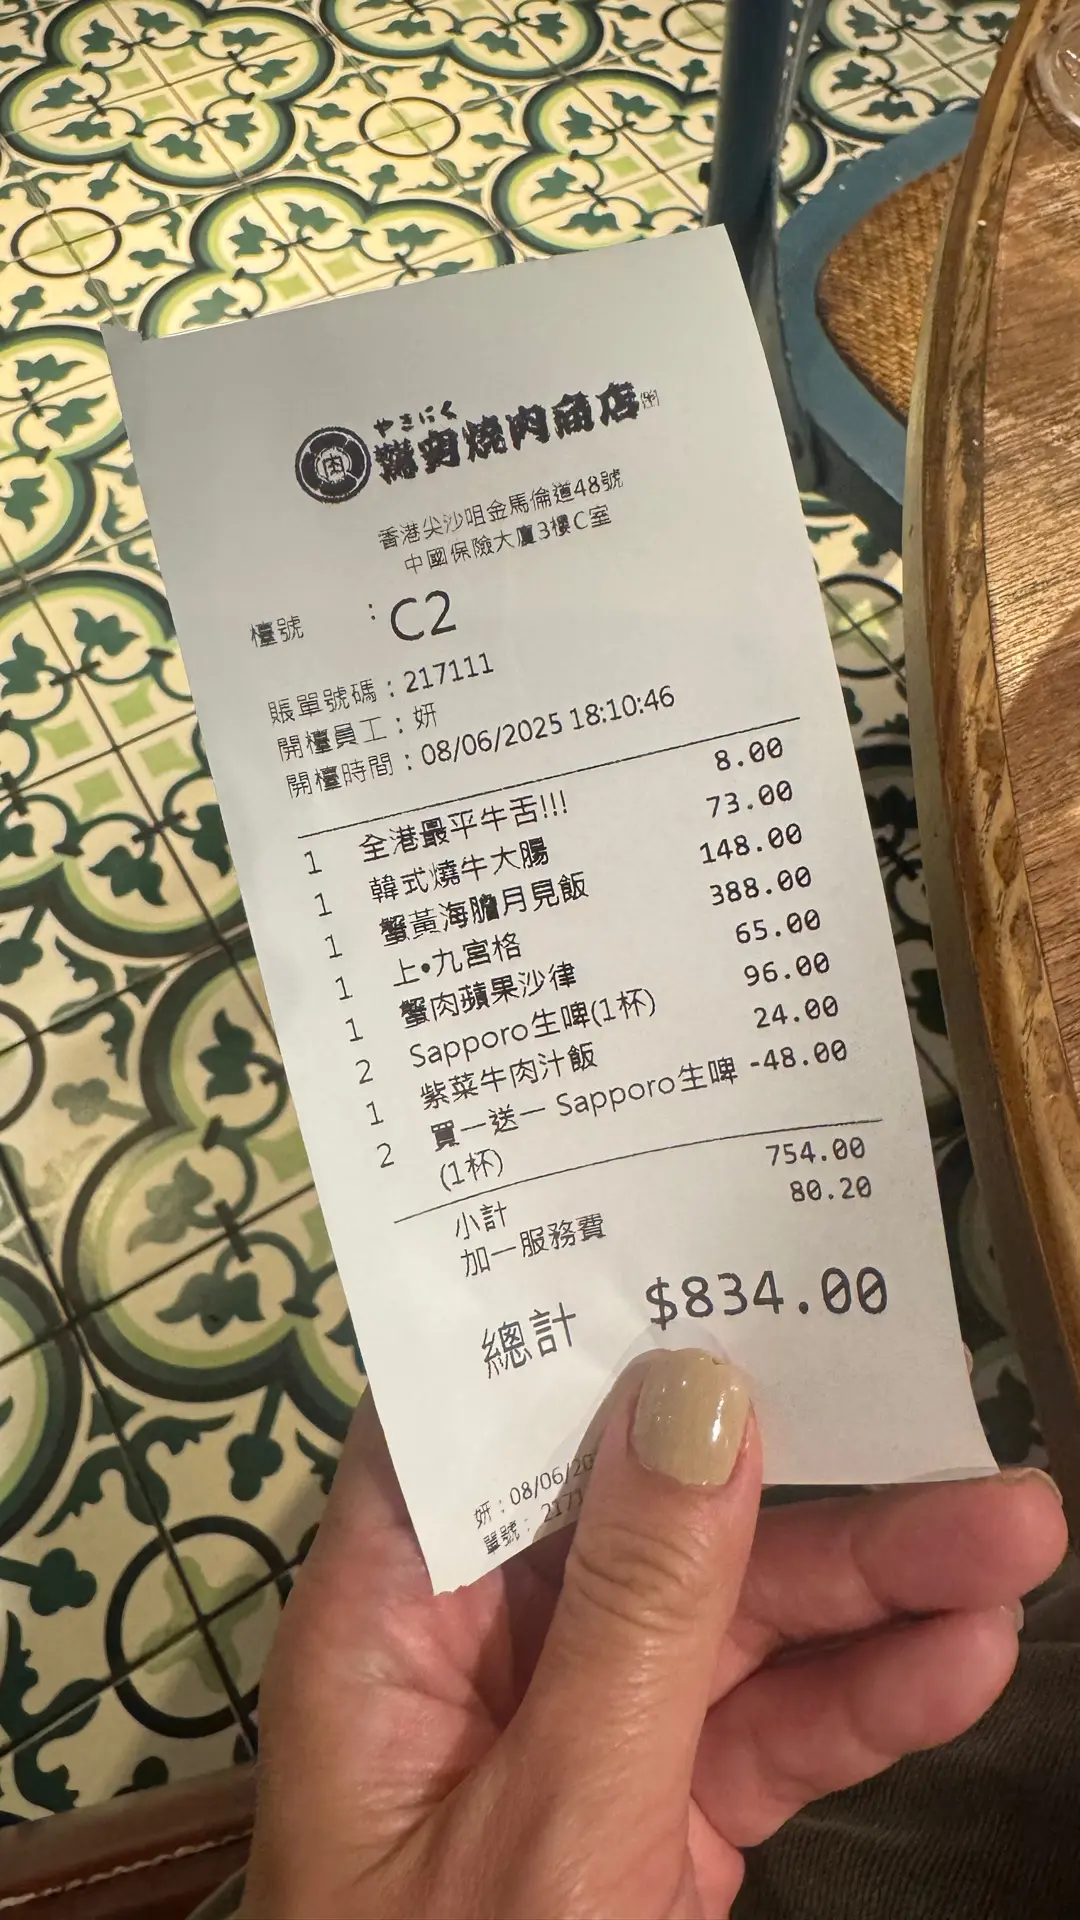 やきにく
燒肉商店
肉
香港尖沙咀金馬倫道48號
中國保險大廈3樓C室
檯號 : C2
賬單號碼 : 217111
開檯員工 : 妍
開檯時間 : 08/06/2025 18:10:46
1 全港最平牛舌!!! 8.00
1 韓式燒牛大腸 73.00
1 蟹黃海膽月見飯 148.00
1 上•九宮格 388.00
1 蟹肉蘋果沙律 65.00
2 Sapporo生啤(1杯) 96.00
1 紫菜牛肉汁飯 24.00
2 買一送一 Sapporo生啤 -48.00
(1杯)
小計 754.00
加一服務費 80.20
總計 $834.00
妍 : 08/06/20
單號 : 2171